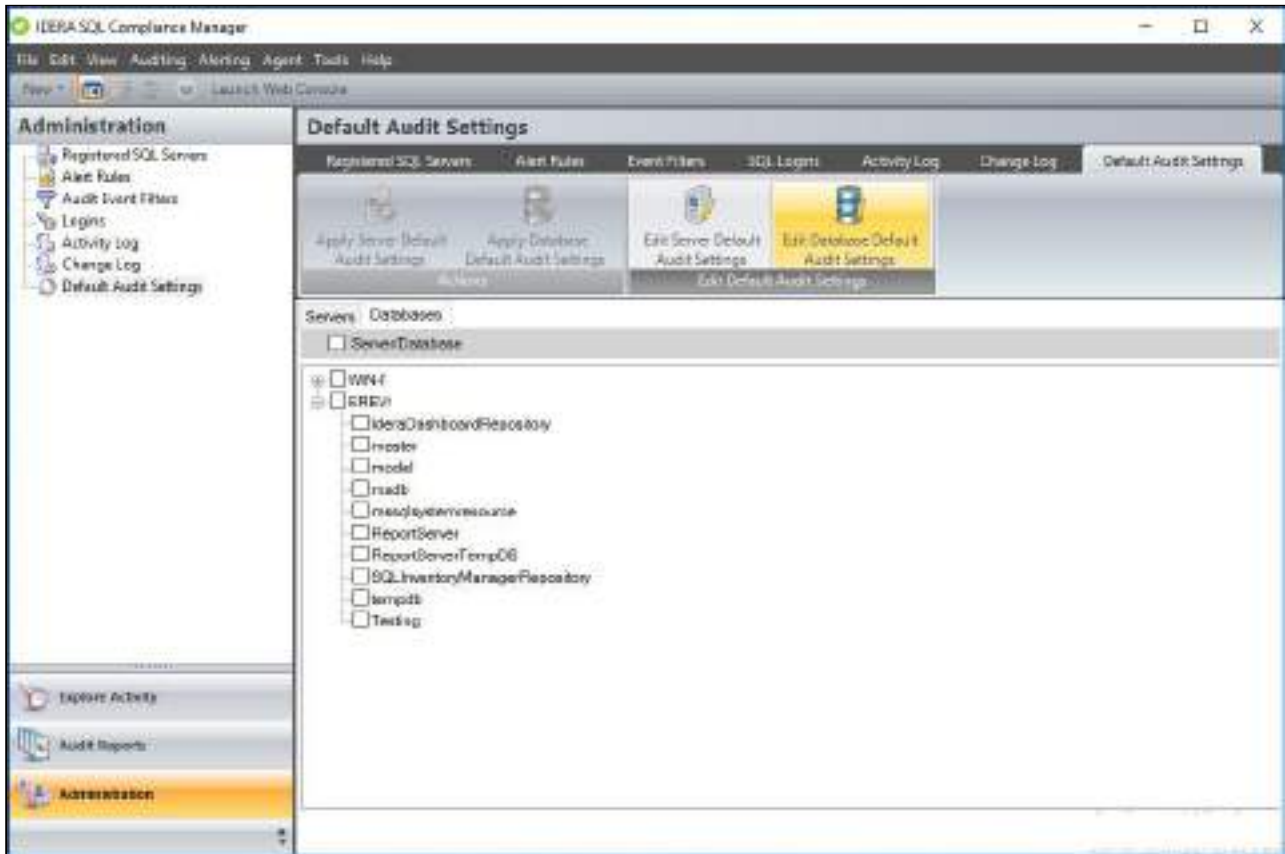 IDERA SQL Compliance Manager
File Edit View Auditing Alerting Agent Tools Help
New Launch Web Console
Administration
Registered SQL Servers
Alert Rules
Audit Event Filters
Logins
Activity Log
Change Log
Default Audit Settings
Explore Activity
Audit Reports
Administration
Default Audit Settings
Registered SQL Servers Alert Rules Event Filters SQL Logins Activity Log Change Log Default Audit Settings
Apply Server Default Audit Settings
Apply Database Default Audit Settings
Actions
Edit Server Default Audit Settings
Edit Database Default Audit Settings
Edit Default Audit Settings
Servers Databases
Server/Database
IderaDashboardRepository
master
model
msdb
mssqlsystemresource
ReportServer
ReportServerTempDB
SQLInventoryManagerRepository
tempdb
Testing